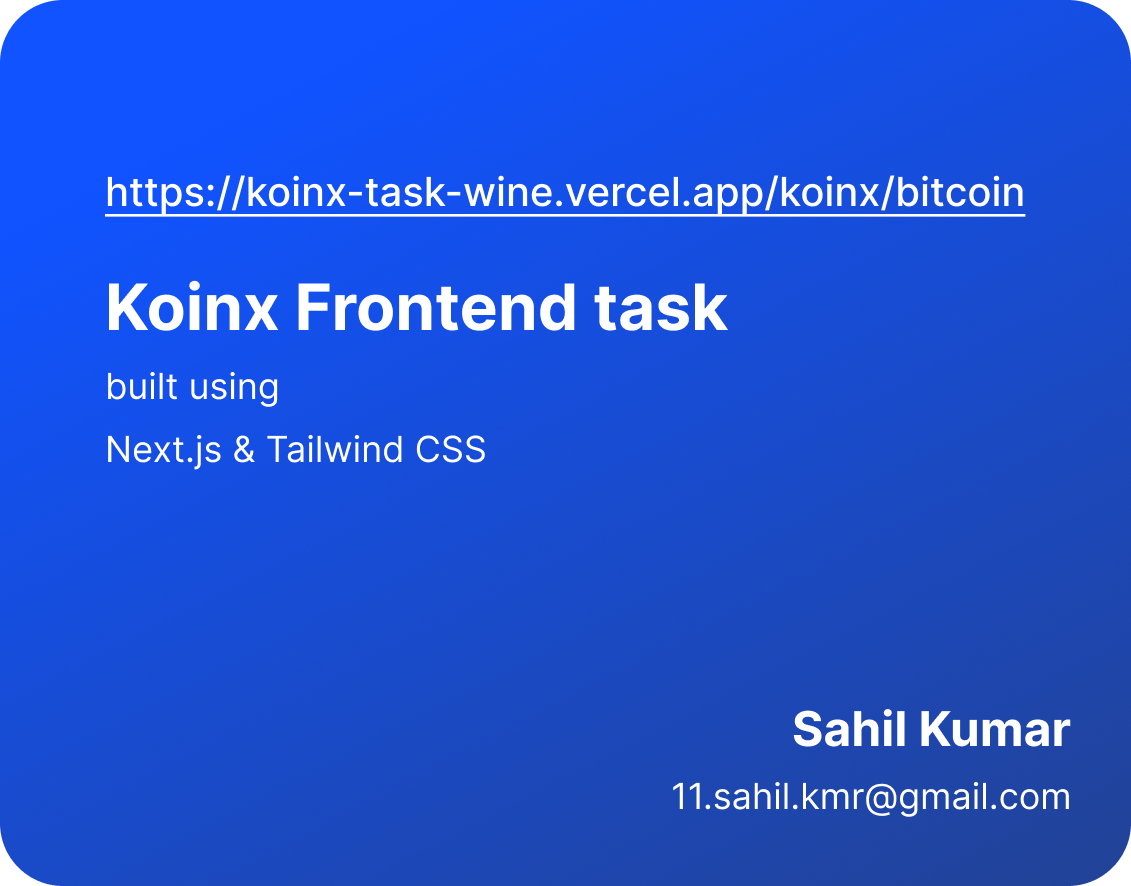 https://koinx-task-wine.vercel.app/koinx/bitcoin
Koinx Frontend task
built using
Next.js & Tailwind CSS
Sahil Kumar
11.sahil.kmr@gmail.com